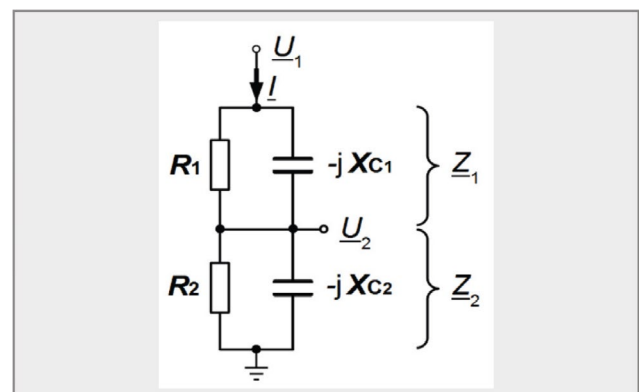 U₁
I
R₁
-j Xc₁
Z₁
U₂
R₂
-j Xc₂
Z₂